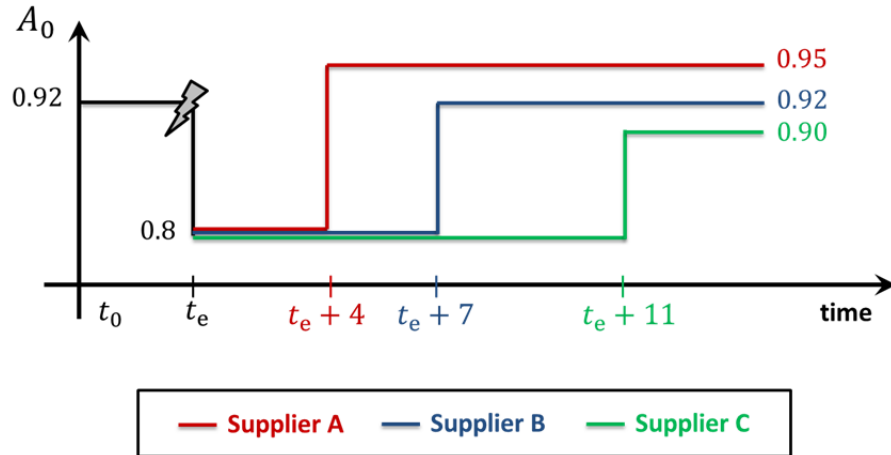 A₀
0.92
0.8
0.95
0.92
0.90
t₀ tₑ tₑ + 4 tₑ + 7 tₑ + 11 time
Supplier A Supplier B Supplier C